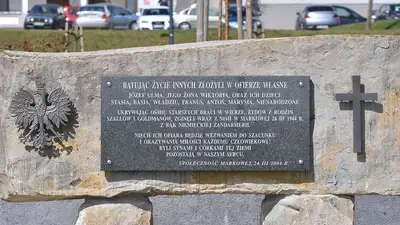 RATUJĄC ŻYCIE INNYCH ZŁOŻYLI W OFIERZE WŁASNE
JÓZEF ULMA, JEGO ŻONA WIKTORIA, ORAZ ICH DZIECI:
STASIA, BASIA, WŁADZIU, FRANUŚ, ANTOŚ, MARYSIA, NIENARODZONE
UKRYWAJĄC OŚMIU STARSZYCH BRACI W WIERZE, ŻYDÓW Z RODZIN
SZALLÓW I GOLDMANÓW, ZGINĘLI WRAZ Z NIMI W MARKOWEJ 24 III 1944 R.
Z RĄK NIEMIECKIEJ ŻANDARMERII.
NIECH ICH OFIARA BĘDZIE WEZWANIEM DO SZACUNKU
I OKAZYWANIA MIŁOŚCI KAŻDEMU CZŁOWIEKOWI!
BYLI SYNAMI I CÓRKAMI TEJ ZIEMI
POZOSTAJĄ W NASZYM SERCU.
SPOŁECZNOŚĆ MARKOWEJ, 24 III 2004 R.